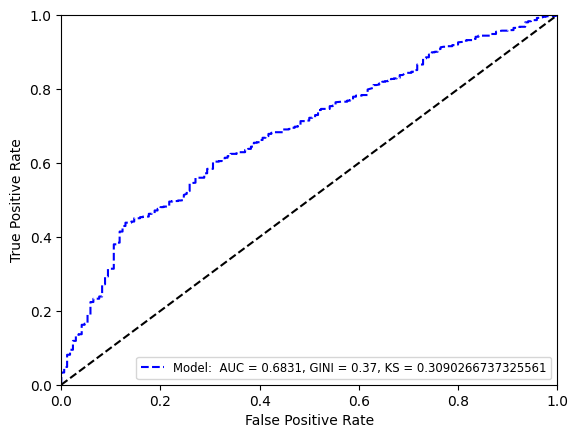 1.0
0.8
0.6
0.4
0.2
0.0
True Positive Rate
Model:  AUC = 0.6831, GINI = 0.37, KS = 0.3090266737325561
0.0 0.2 0.4 0.6 0.8 1.0
False Positive Rate